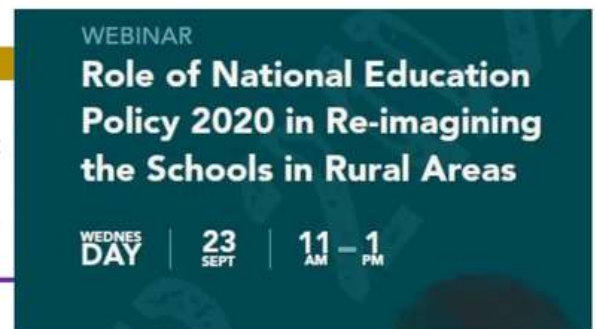 WEBINAR
Role of National Education
Policy 2020 in Re-imagining
the Schools in Rural Areas
WEDNES
DAY
23
SEPT
11 – 1
AM PM